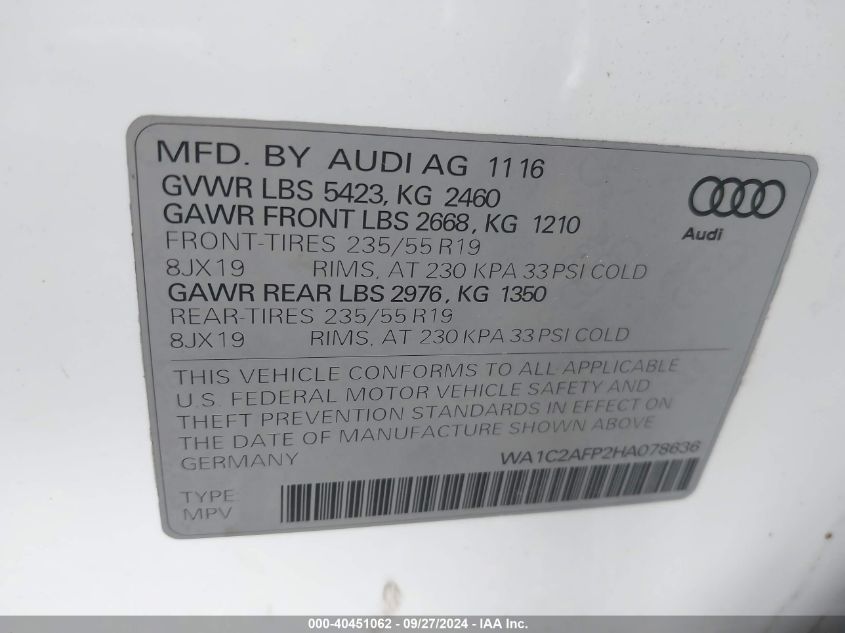 MFD. BY AUDI AG 11 16
GVWR LBS 5423, KG 2460
GAWR FRONT LBS 2668, KG 1210
FRONT-TIRES 235/55 R19
8JX19 RIMS, AT 230 KPA 33 PSI COLD
GAWR REAR LBS 2976, KG 1350
REAR-TIRES 235/55 R19
8JX19 RIMS, AT 230 KPA 33 PSI COLD
Audi
THIS VEHICLE CONFORMS TO ALL APPLICABLE
U.S. FEDERAL MOTOR VEHICLE SAFETY AND
THEFT PREVENTION STANDARDS IN EFFECT ON
THE DATE OF MANUFACTURE SHOWN ABOVE
GERMANY WA1C2AFP2HA078636
TYPE:
MPV
000-40451062 - 09/27/2024 - IAA Inc.